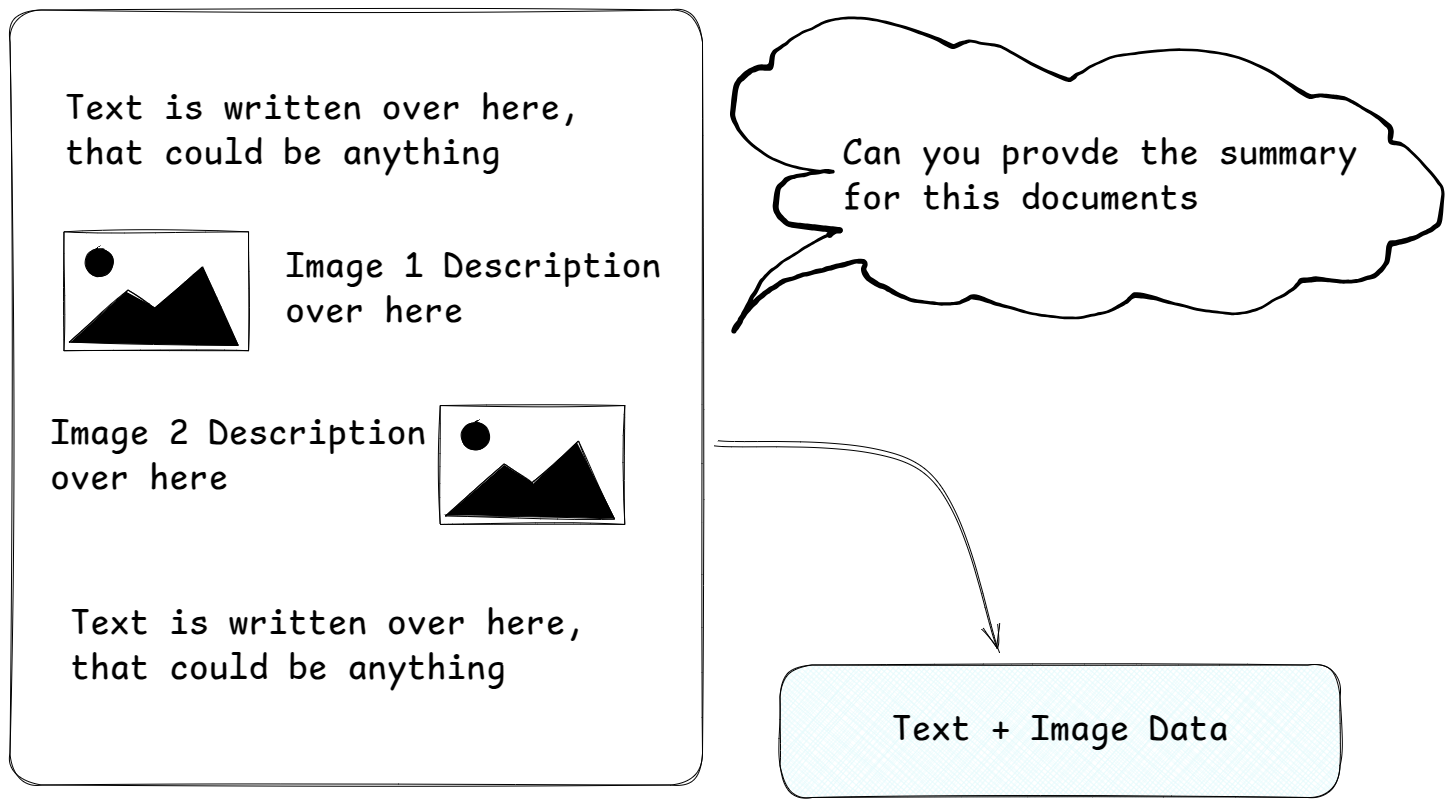 Text is written over here,
that could be anything
Image 1 Description
over here
Image 2 Description
over here
Text is written over here,
that could be anything
Can you provde the summary
for this documents
Text + Image Data